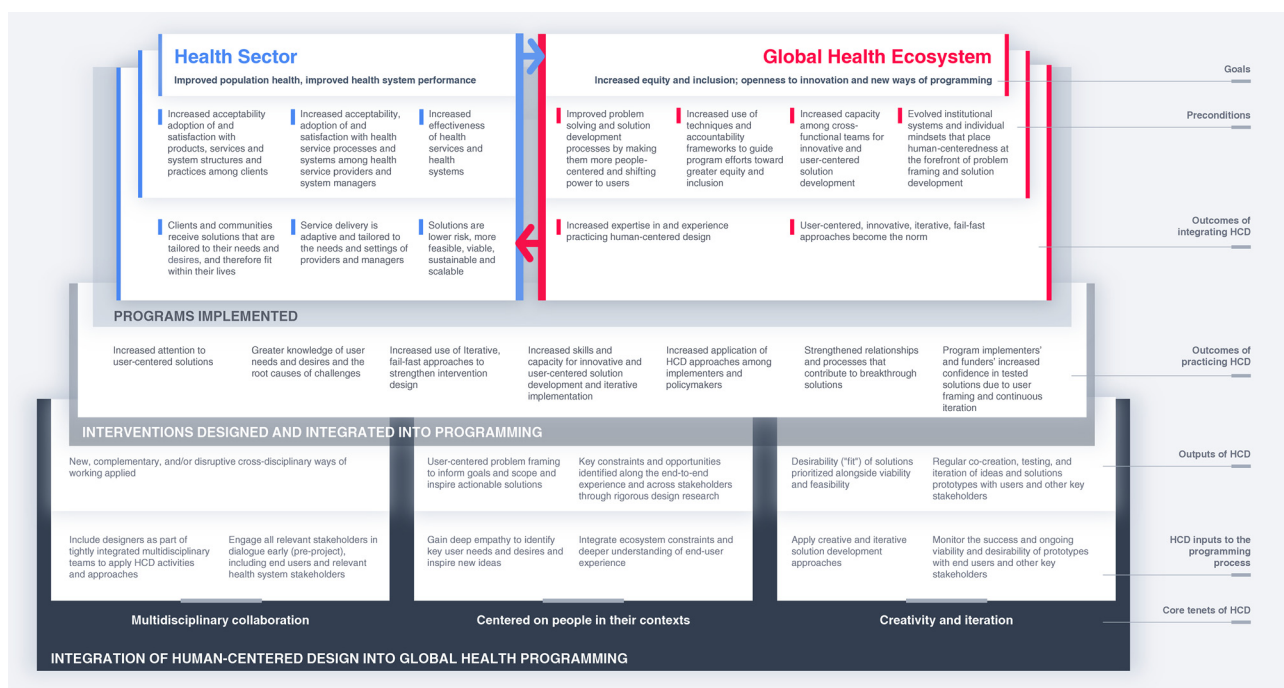 Health Sector
Improved population health, improved health system performance
Global Health Ecosystem
Increased equity and inclusion; openness to innovation and new ways of programming
Goals
Increased acceptability
adoption of and
satisfaction with
products, services and
system structures and
practices among clients
Increased acceptability,
adoption of and
satisfaction with health
service processes and
systems among health
service providers and
system managers
Increased
effectiveness
of health
services and
health
systems
Improved problem
solving and solution
development
processes by making
them more people-
centered and shifting
power to users
Increased use of
techniques and
accountability
frameworks to guide
program efforts toward
greater equity and
inclusion
Increased capacity
among cross-
functional teams for
innovative and
user-centered
solution
development
Evolved institutional
systems and individual
mindsets that place
human-centeredness at
the forefront of problem
framing and solution
development
Preconditions
Clients and communities
receive solutions that are
tailored to their needs and
desires, and therefore fit
within their lives
Service delivery is
adaptive and tailored to
the needs and settings of
providers and managers
Solutions are
lower risk, more
feasible, viable,
sustainable and
scalable
Increased expertise in and experience
practicing human-centered design
User-centered, innovative, iterative, fail-fast
approaches become the norm
Outcomes of
integrating HCD
PROGRAMS IMPLEMENTED
Increased attention to
user-centered solutions
Greater knowledge of user
needs and desires and the
root causes of challenges
Increased use of Iterative,
fail-fast approaches to
strengthen intervention
design
Increased skills and
capacity for innovative and
user-centered solution
development and iterative
implementation
Increased application of
HCD approaches among
implementers and
policymakers
Strengthened relationships
and processes that
contribute to breakthrough
solutions
Program implementers'
and funders' increased
confidence in tested
solutions due to user
framing and continuous
iteration
Outcomes of
practicing HCD
INTERVENTIONS DESIGNED AND INTEGRATED INTO PROGRAMMING
New, complementary, and/or disruptive cross-disciplinary ways of
working applied
User-centered problem framing
to inform goals and scope and
inspire actionable solutions
Key constraints and opportunities
identified along the end-to-end
experience and across stakeholders
through rigorous design research
Desirability ("fit") of solutions
prioritized alongside viability
and feasibility
Regular co-creation, testing, and
iteration of ideas and solutions
prototypes with users and other key
stakeholders
Outputs of HCD
Include designers as part of
tightly integrated multidisciplinary
teams to apply HCD activities
and approaches
Engage all relevant stakeholders in
dialogue early (pre-project),
including end users and relevant
health system stakeholders
Gain deep empathy to identify
key user needs and desires and
inspire new ideas
Integrate ecosystem constraints and
deeper understanding of end-user
experience
Apply creative and iterative
solution development
approaches
Monitor the success and ongoing
viability and desirability of prototypes
with end users and other key
stakeholders
HCD inputs to the
programming
process
Multidisciplinary collaboration
Centered on people in their contexts
Creativity and iteration
Core tenets of HCD
INTEGRATION OF HUMAN-CENTERED DESIGN INTO GLOBAL HEALTH PROGRAMMING